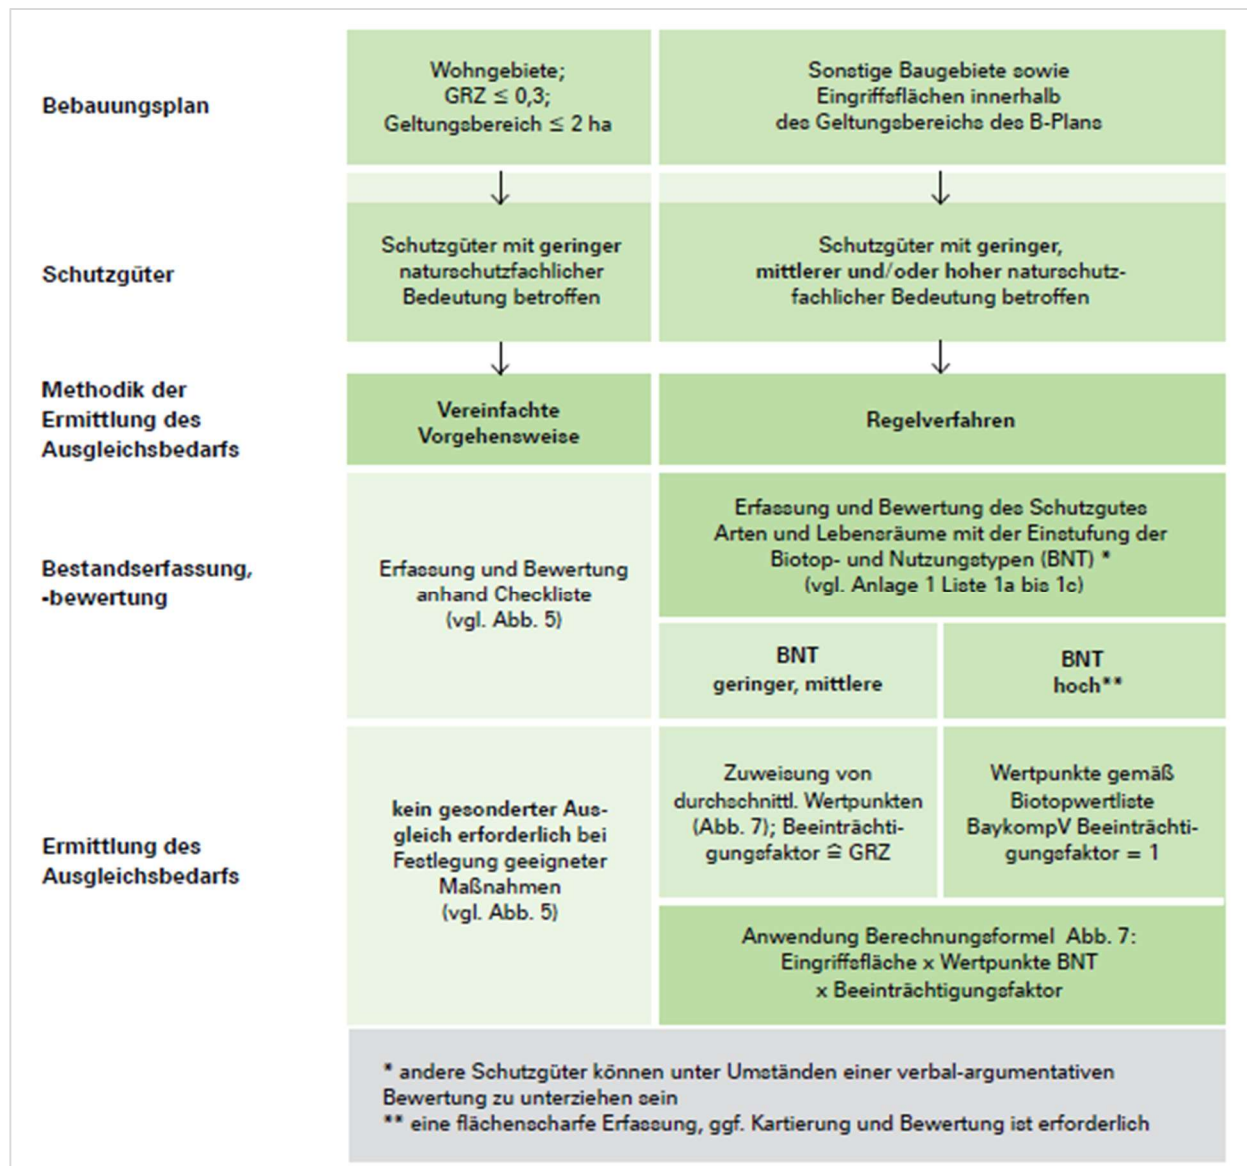 Bebauungsplan
Wohngebiete;
GRZ ≤ 0,3;
Geltungsbereich ≤ 2 ha
Sonstige Baugebiete sowie
Eingriffsflächen innerhalb
des Geltungsbereichs des B-Plans
Schutzgüter
Schutzgüter mit geringer
naturschutzfachlicher
Bedeutung betroffen
Schutzgüter mit geringer,
mittlerer und/oder hoher naturschutz-
fachlicher Bedeutung betroffen
Methodik der
Ermittlung des
Ausgleichsbedarfs
Vereinfachte
Vorgehensweise
Regelverfahren
Bestandserfassung,
-bewertung
Erfassung und Bewertung
anhand Checkliste
(vgl. Abb. 5)
Erfassung und Bewertung des Schutzgutes
Arten und Lebensräume mit der Einstufung der
Biotop- und Nutzungstypen (BNT) *
(vgl. Anlage 1 Liste 1a bis 1c)
BNT
geringer, mittlere
BNT
hoch**
Ermittlung des
Ausgleichsbedarfs
kein gesonderter Aus-
gleich erforderlich bei
Festlegung geeigneter
Maßnahmen
(vgl. Abb. 5)
Zuweisung von
durchschnittl. Wertpunkten
(Abb. 7); Beeinträchti-
gungsfaktor ≙ GRZ
Wertpunkte gemäß
Biotopwertliste
BaykompV Beeinträchti-
gungsfaktor = 1
Anwendung Berechnungsformel Abb. 7:
Eingriffsfläche x Wertpunkte BNT
x Beeinträchtigungsfaktor
* andere Schutzgüter können unter Umständen einer verbal-argumentativen
Bewertung zu unterziehen sein
** eine flächenscharfe Erfassung, ggf. Kartierung und Bewertung ist erforderlich